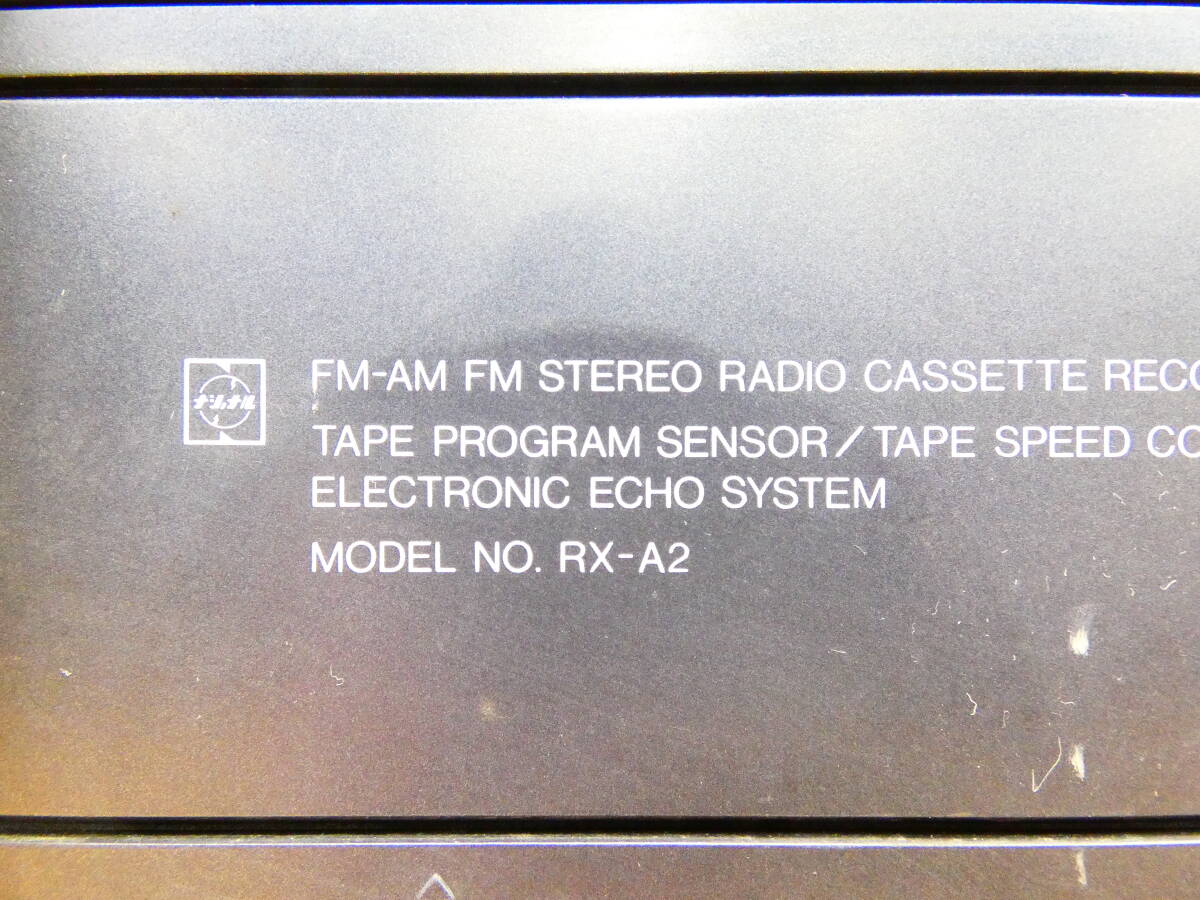 ナショナル
FM-AM FM STEREO RADIO CASSETTE RECO
TAPE PROGRAM SENSOR/TAPE SPEED CO
ELECTRONIC ECHO SYSTEM
MODEL NO. RX-A2